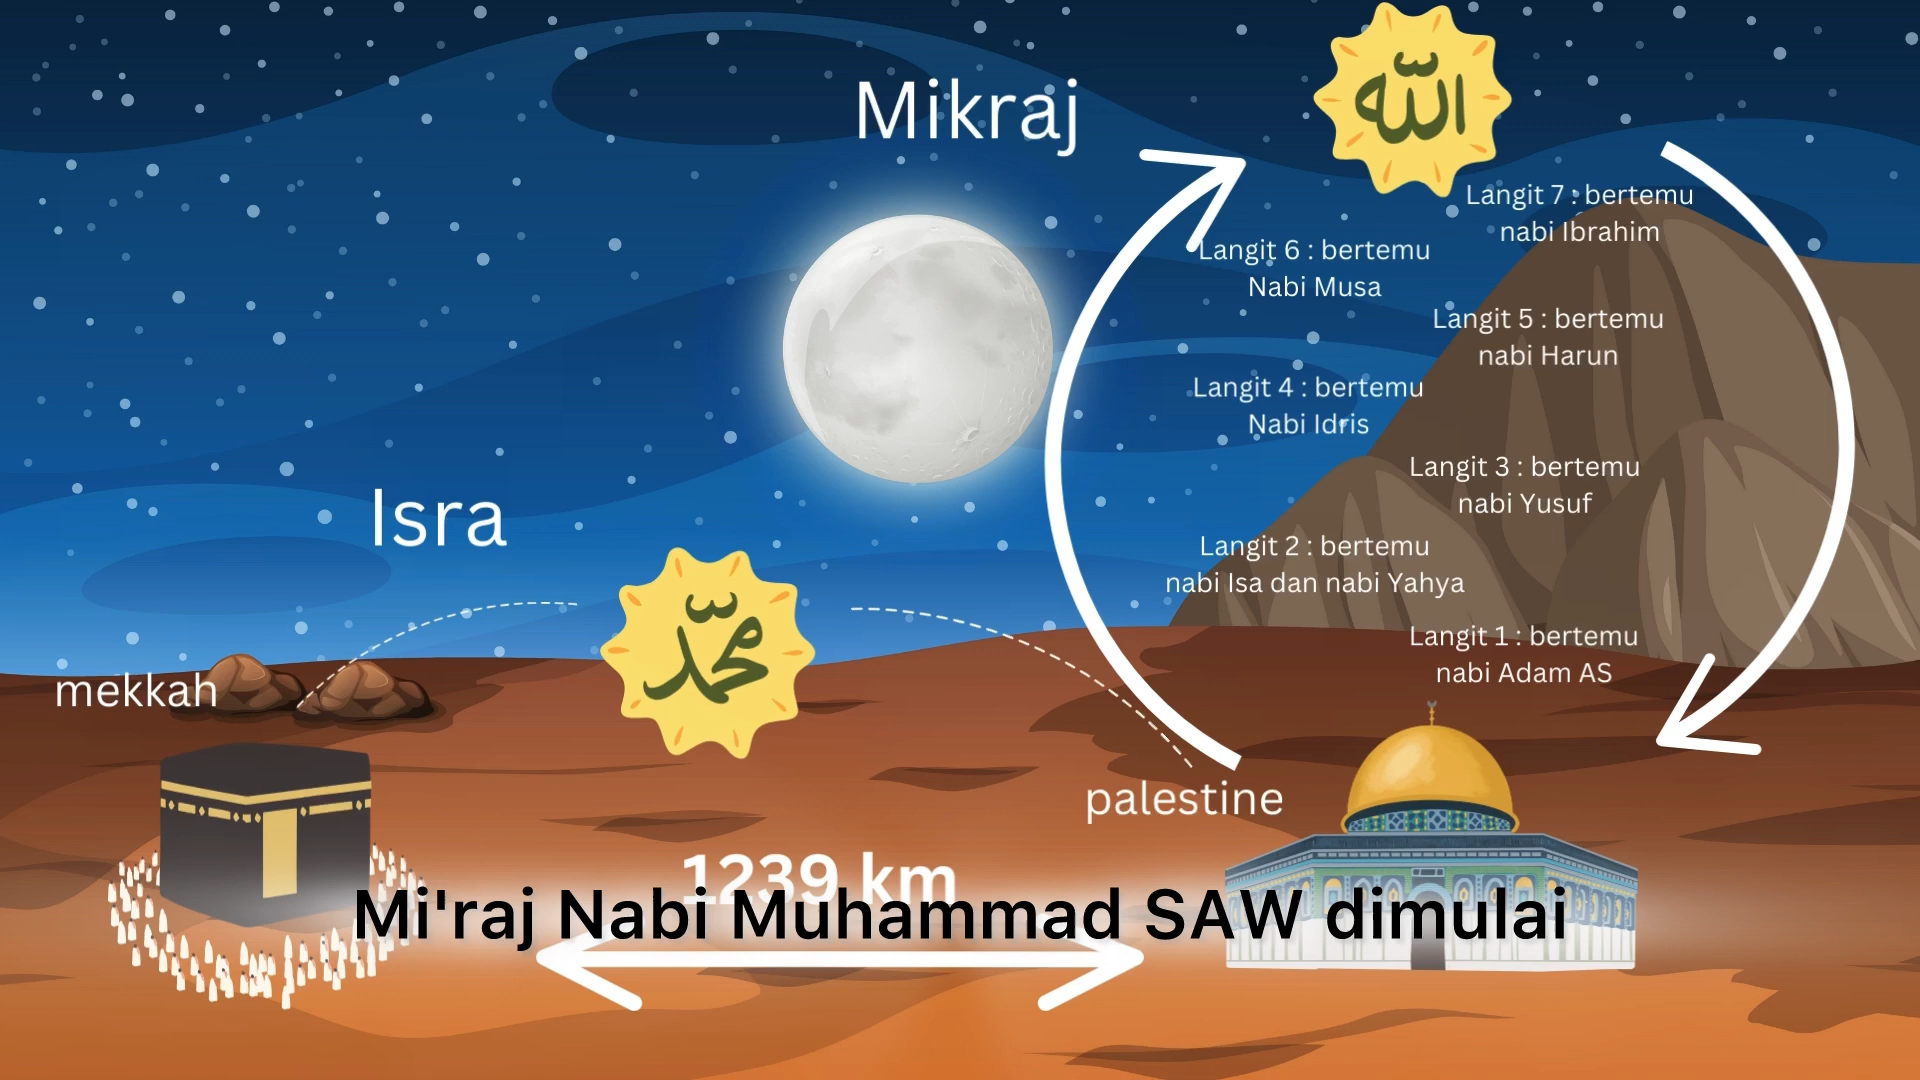 Mikraj
الله
Langit 7 : bertemu
nabi Ibrahim
Langit 6 : bertemu
Nabi Musa
Langit 5 : bertemu
nabi Harun
Langit 4 : bertemu
Nabi Idris
Langit 3 : bertemu
nabi Yusuf
Langit 2 : bertemu
nabi Isa dan nabi Yahya
Langit 1 : bertemu
nabi Adam AS
Isra
محمّد
mekkah
palestine
1239 km
Mi'raj Nabi Muhammad SAW dimulai